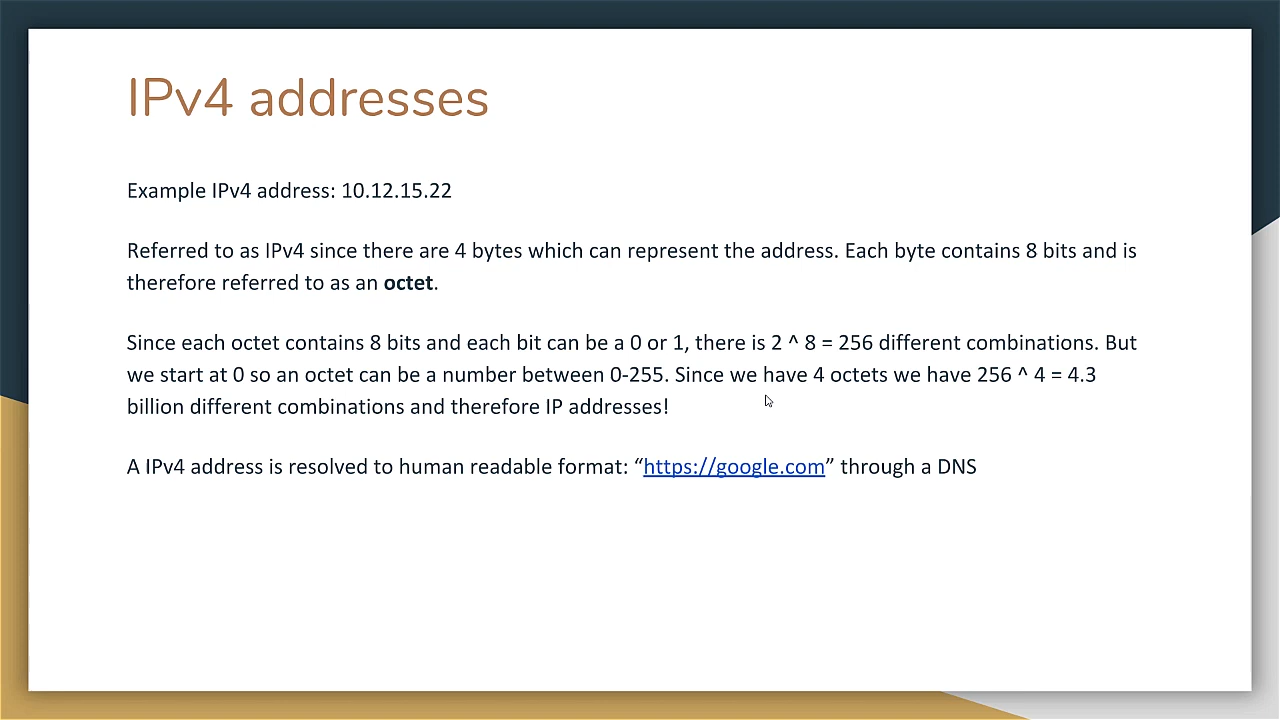 IPv4 addresses
Example IPv4 address: 10.12.15.22
Referred to as IPv4 since there are 4 bytes which can represent the address. Each byte contains 8 bits and is
therefore referred to as an octet.
Since each octet contains 8 bits and each bit can be a 0 or 1, there is 2 ^ 8 = 256 different combinations. But
we start at 0 so an octet can be a number between 0-255. Since we have 4 octets we have 256 ^ 4 = 4.3
billion different combinations and therefore IP addresses!
A IPv4 address is resolved to human readable format: “https://google.com” through a DNS